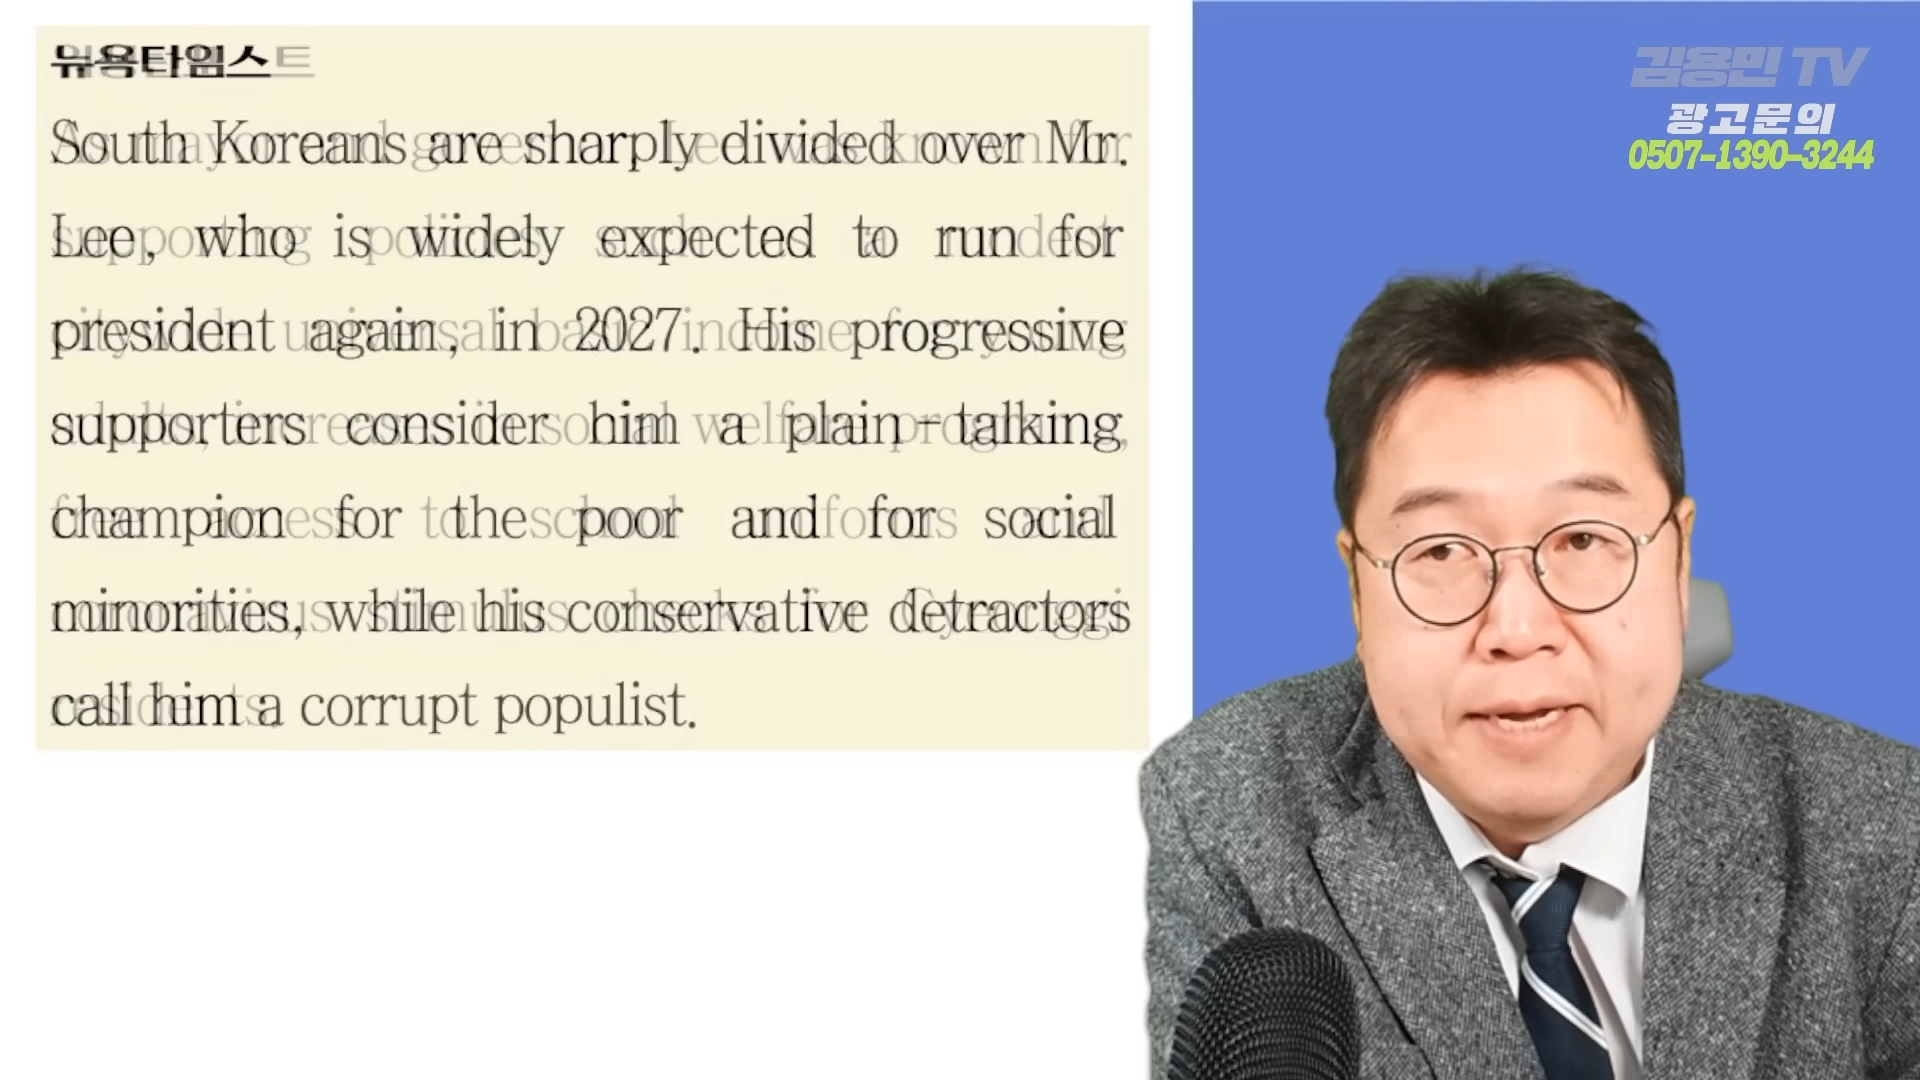 뉴욕타임스
South Koreans are sharply divided over Mr.
Lee, who is widely expected to run for
president again, in 2027. His progressive
supporters consider him a plain-talking
champion for the poor and for social
minorities, while his conservative detractors
call him a corrupt populist.
김용민 TV
광고문의
0507-1390-3244